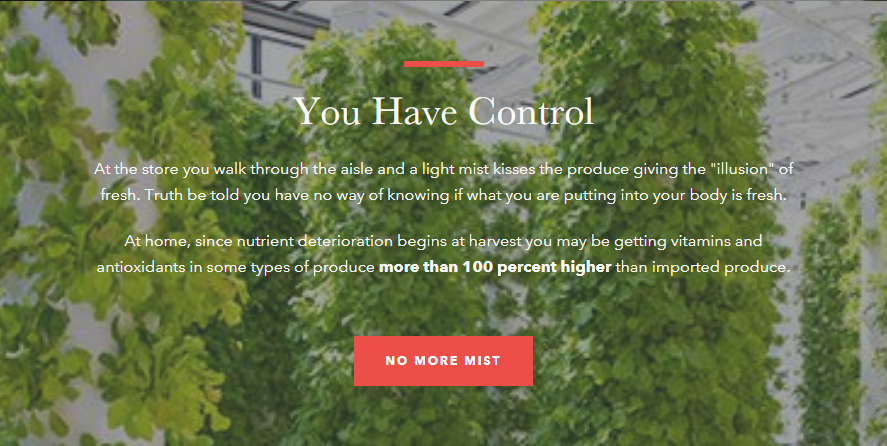 You Have Control
At the store you walk through the aisle and a light mist kisses the produce giving the "illusion" of
fresh. Truth be told you have no way of knowing if what you are putting into your body is fresh.
At home, since nutrient deterioration begins at harvest you may be getting vitamins and
antioxidants in some types of produce more than 100 percent higher than imported produce.
NO MORE MIST